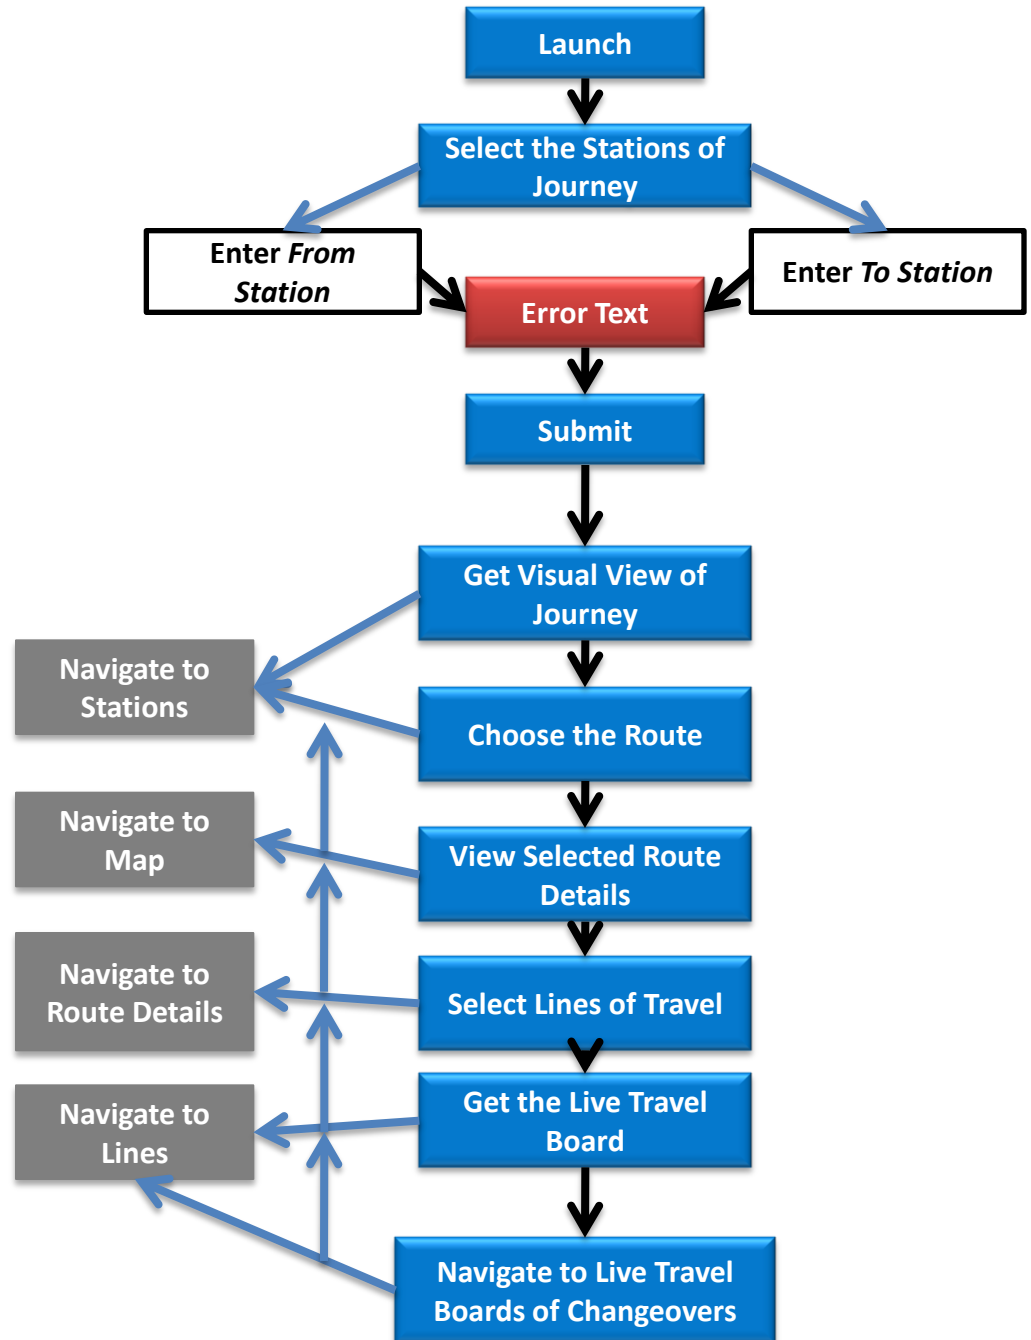 Launch
Select the Stations of
Journey
Enter From
Station
Enter To Station
Error Text
Submit
Get Visual View of
Journey
Navigate to
Stations
Choose the Route
Navigate to
Map
View Selected Route
Details
Navigate to
Route Details
Select Lines of Travel
Navigate to
Lines
Get the Live Travel
Board
Navigate to Live Travel
Boards of Changeovers